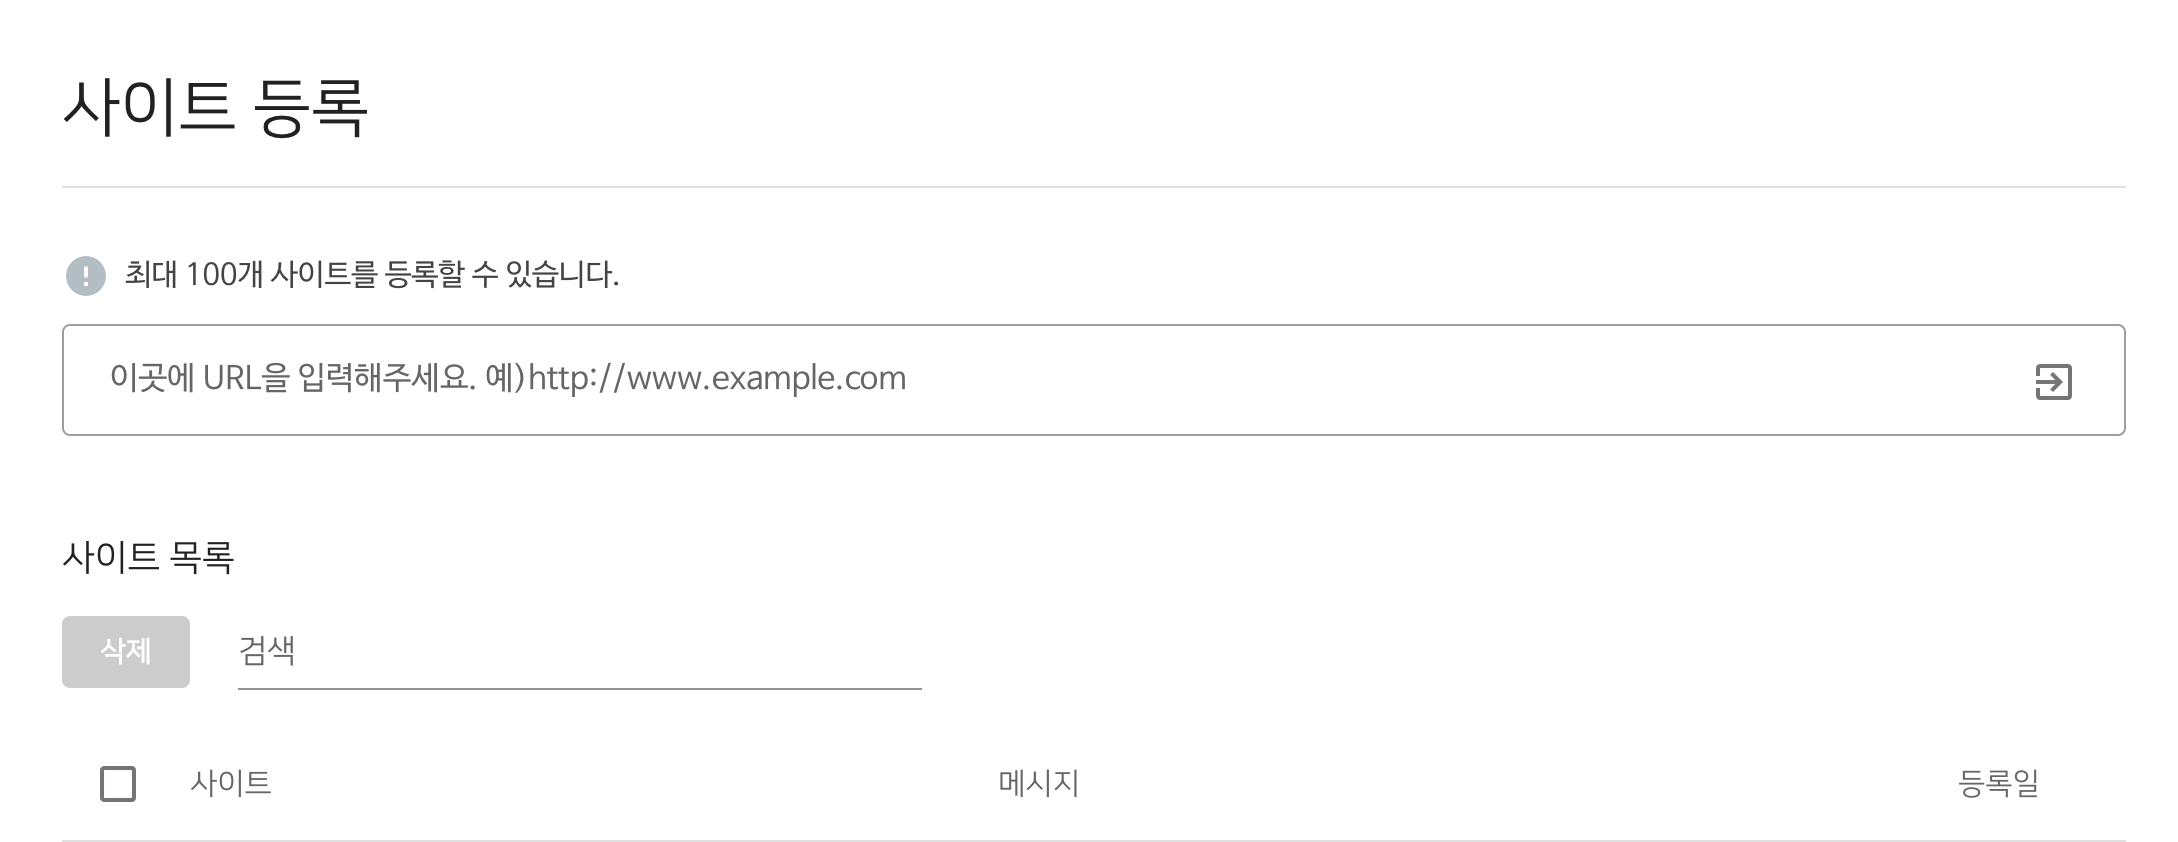 사이트 등록
최대 100개 사이트를 등록할 수 있습니다.
이곳에 URL을 입력해주세요. 예)http://www.example.com
사이트 목록
삭제 검색
사이트 메시지 등록일